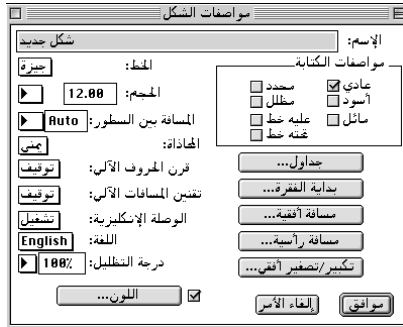 مواصفات الشكل
الإسم: شكل جديد
مواصفات الكتابة
عادي محدد
أسود مظلل
مائل عليه خط
تحته خط
الخط: جيزة
الحجم: 12.00
المسافة بين السطور: Auto
المحاذاة: يمنى
قرن الحروف الآلي: توقيف
تقنين المسافات الآلي: توقيف
الوصلة الإنكليزية: تشغيل
اللغة: English
درجة التظليل: 100%
جداول...
بداية الفقرة...
مسافة أفقية...
مسافة رأسية...
تكبير/تصغير أفقي...
اللون...
موافق
إلغاء الأمر